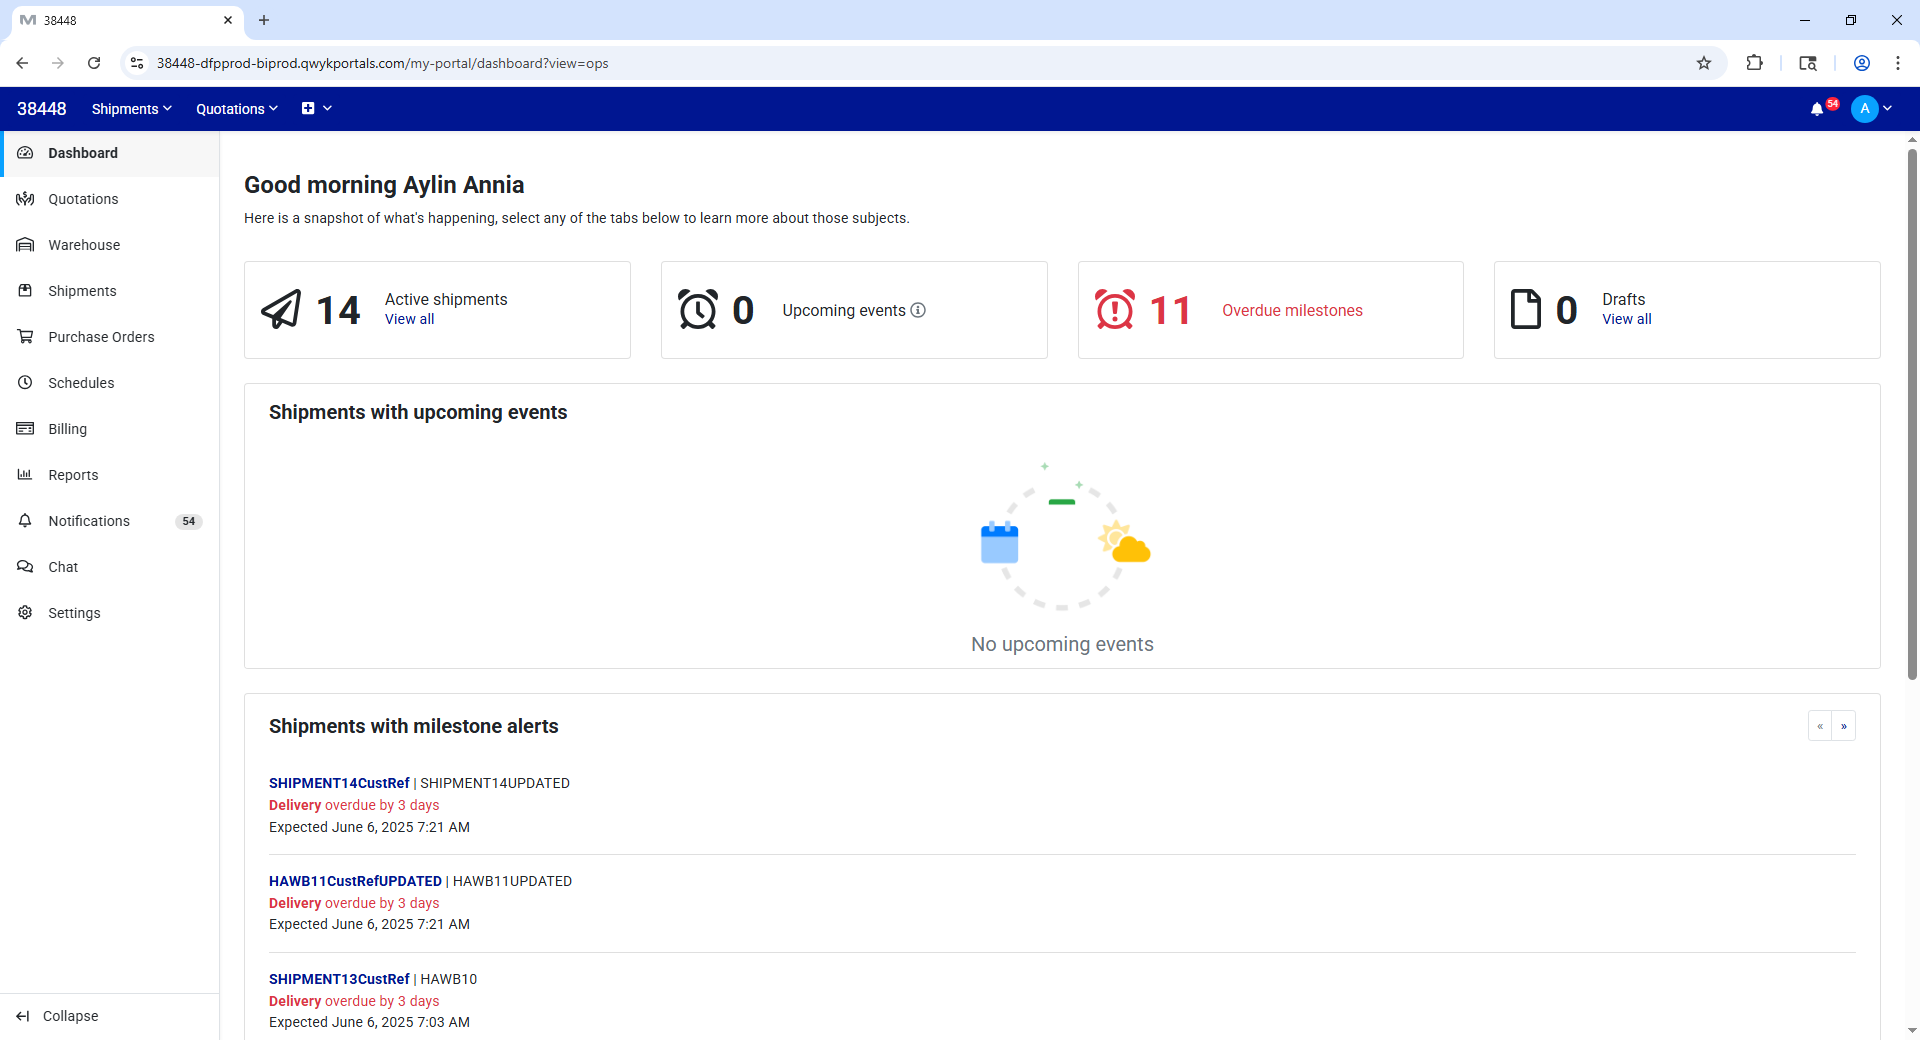 38448
38448-dfpprod-biprod.qwykportals.com/my-portal/dashboard?view=ops
38448 Shipments Quotations 54 A
Dashboard
Quotations
Warehouse
Shipments
Purchase Orders
Schedules
Billing
Reports
Notifications 54
Chat
Settings
Collapse
Good morning Aylin Annia
Here is a snapshot of what's happening, select any of the tabs below to learn more about those subjects.
14 Active shipments
View all
0 Upcoming events
11 Overdue milestones
0 Drafts
View all
Shipments with upcoming events
No upcoming events
Shipments with milestone alerts
« »
SHIPMENT14CustRef | SHIPMENT14UPDATED
Delivery overdue by 3 days
Expected June 6, 2025 7:21 AM
HAWB11CustRefUPDATED | HAWB11UPDATED
Delivery overdue by 3 days
Expected June 6, 2025 7:21 AM
SHIPMENT13CustRef | HAWB10
Delivery overdue by 3 days
Expected June 6, 2025 7:03 AM